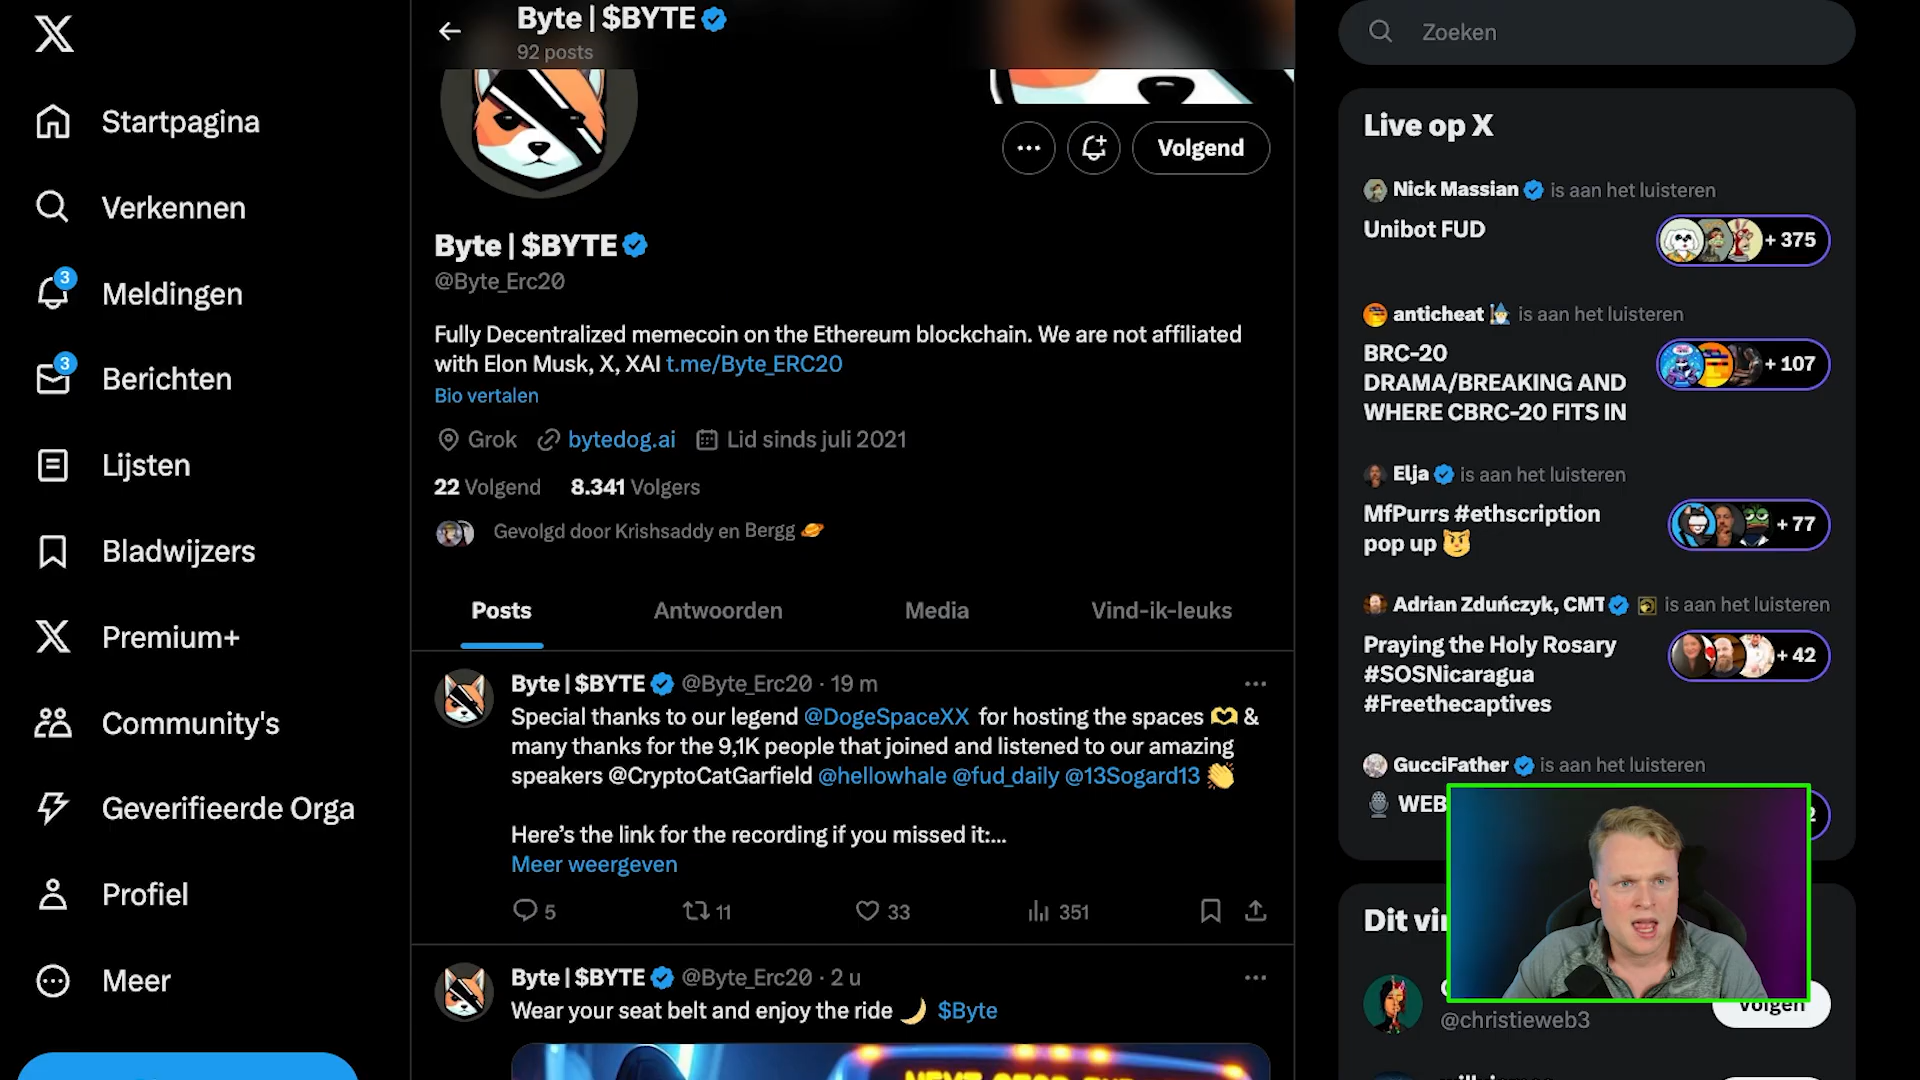 Startpagina
Verkennen
3
Meldingen
3
Berichten
Lijsten
Bladwijzers
Premium+
Community's
Geverifieerde Orga
Profiel
Meer
Byte | $BYTE
92 posts
Volgend
Byte | $BYTE
@Byte_Erc20
Fully Decentralized memecoin on the Ethereum blockchain. We are not affiliated
with Elon Musk, X, XAI t.me/Byte_ERC20
Bio vertalen
Grok bytedog.ai Lid sinds juli 2021
22 Volgend 8.341 Volgers
Gevolgd door Krishsaddy en Bergg 🪐
Posts Antwoorden Media Vind-ik-leuks
Byte | $BYTE @Byte_Erc20 · 19 m
Special thanks to our legend @DogeSpaceXX for hosting the spaces 🫶 &
many thanks for the 9,1K people that joined and listened to our amazing
speakers @CryptoCatGarfield @hellowhale @fud_daily @13Sogard13 👏
Here's the link for the recording if you missed it:...
Meer weergeven
5 11 33 351
Byte | $BYTE @Byte_Erc20 · 2 u
Wear your seat belt and enjoy the ride 🌙 $Byte
Zoeken
Live op X
Nick Massian is aan het luisteren
Unibot FUD
+ 375
anticheat 🧙‍♂️ is aan het luisteren
BRC-20
DRAMA/BREAKING AND
WHERE CBRC-20 FITS IN
+ 107
Elja is aan het luisteren
MfPurrs #ethscription
pop up 😼
+ 77
Adrian Zduńczyk, CMT is aan het luisteren
Praying the Holy Rosary
#SOSNicaragua
#Freethecaptives
+ 42
GucciFather is aan het luisteren
🎙️ WEB
Dit vi
@christieweb3
Volgen